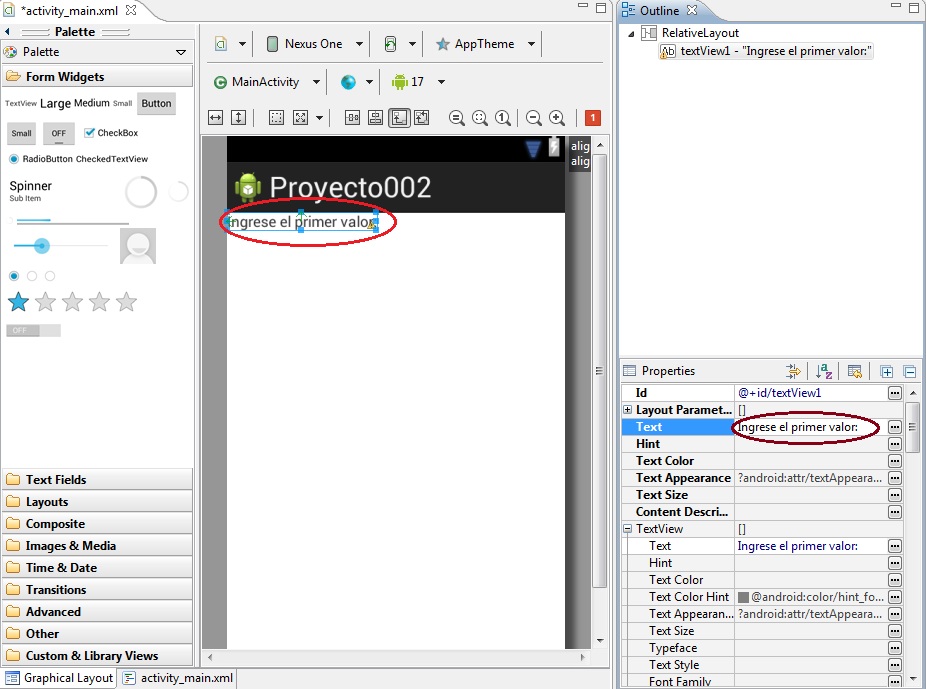 *activity_main.xml
Palette
Palette
Form Widgets
TextView Large Medium Small Button
Small OFF CheckBox
RadioButton CheckedTextView
Spinner
Sub Item
OFF
Text Fields
Layouts
Composite
Images & Media
Time & Date
Transitions
Advanced
Other
Custom & Library Views
Graphical Layout activity_main.xml
Nexus One AppTheme
MainActivity 17
1 1
alig
alig
Proyecto002
Ingrese el primer valor:
Outline
RelativeLayout
Ab textView1 - "Ingrese el primer valor:"
Properties
Id @+id/textView1
Layout Paramet... []
Text Ingrese el primer valor:
Hint
Text Color
Text Appearance ?android:attr/textAppeara...
Text Size
Content Descri...
TextView []
Text Ingrese el primer valor:
Hint
Text Color
Text Color Hint @android:color/hint_fo...
Text Appearan... ?android:attr/textAppeara...
Text Size
Typeface
Text Style
Font Family